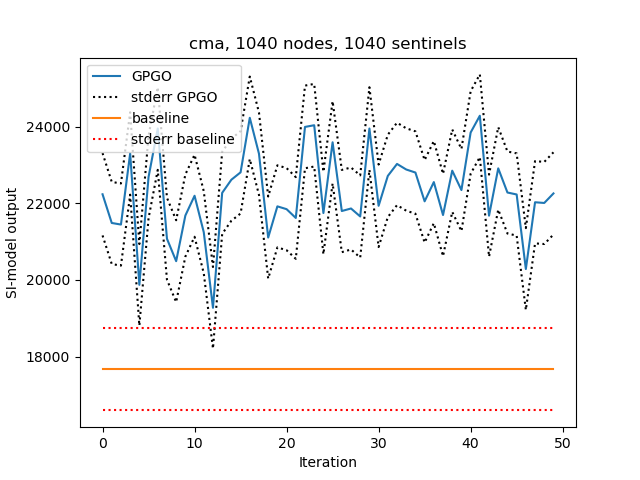 cma, 1040 nodes, 1040 sentinels
GPGO
stderr GPGO
baseline
stderr baseline
24000
22000
20000
18000
SI-model output
0 10 20 30 40 50
Iteration